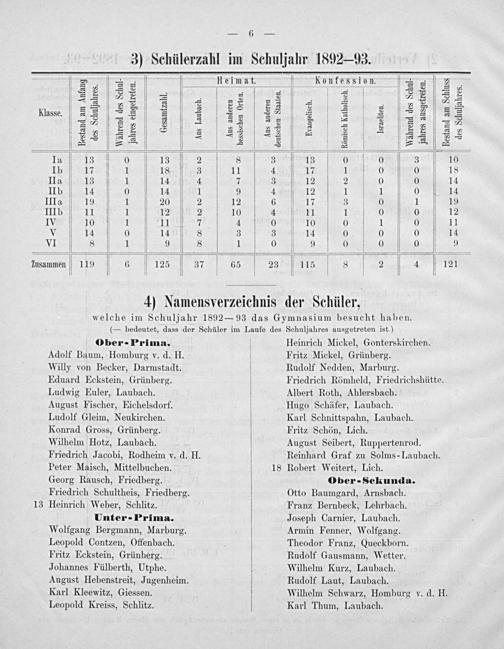 — 6 —
3) Schülerzahl im Schuljahr 1892–93.
Klasse. Bestand am Anfang des Schuljahres. Während des Schuljahres eingetreten. Gesamtzahl. Heimat. Aus Laubach. Aus anderen hessischen Orten. Aus anderen deutschen Staaten. Konfession. Evangelisch. Römisch Katholisch. Israeliten. Während des Schuljahres ausgetreten. Bestand am Schluss des Schuljahres.
Ia 13 0 13 2 8 3 13 0 0 3 10
Ib 17 1 18 3 11 4 17 1 0 0 18
IIa 13 1 14 4 7 3 12 2 0 0 14
IIb 14 0 14 1 9 4 12 1 1 0 14
IIIa 19 1 20 2 12 6 17 3 0 1 19
IIIb 11 1 12 2 10 4 11 1 0 0 12
IV 10 1 11 7 4 0 10 0 1 0 11
V 14 0 14 8 3 3 14 0 0 0 14
VI 8 1 9 8 1 0 9 0 0 0 9
Zusammen 119 6 125 37 65 23 115 8 2 4 121
4) Namensverzeichnis der Schüler,
welche im Schuljahr 1892–93 das Gymnasium besucht haben.
(— bedeutet, dass der Schüler im Laufe des Schuljahres ausgetreten ist.)
Ober-Prima.
Adolf Baum, Homburg v. d. H.
Willy von Becker, Darmstadt.
Eduard Eckstein, Grünberg.
Ludwig Euler, Laubach.
August Fischer, Eichelsdorf.
Ludolf Gleim, Neukirchen.
Konrad Gross, Grünberg.
Wilhelm Hotz, Laubach.
Friedrich Jacobi, Rodheim v. d. H.
Peter Maisch, Mittelbuchen.
Georg Rausch, Friedberg.
Friedrich Schultheis, Friedberg.
13 Heinrich Weber, Schlitz.
Unter-Prima.
Wolfgang Bergmann, Marburg.
Leopold Contzen, Offenbach.
Fritz Eckstein, Grünberg.
Johannes Fülberth, Utphe.
August Hebenstreit, Jugenheim.
Karl Kleewitz, Giessen.
Leopold Kreiss, Schlitz.
Heinrich Mickel, Gonterskirchen.
Fritz Mickel, Grünberg.
Rudolf Nedden, Marburg.
Friedrich Römheld, Friedrichshütte.
Albert Roth, Ahlersbach.
Hugo Schäfer, Laubach.
Karl Schnittspahn, Laubach.
Fritz Schön, Lich.
August Seibert, Ruppertenrod.
Reinhard Graf zu Solms-Laubach.
18 Robert Weitert, Lich.
Ober-Sekunda.
Otto Baumgard, Arnsbach.
Franz Bernbeck, Lehrbach.
Joseph Carnier, Laubach.
Armin Fenner, Wolfgang.
Theodor Franz, Queckborn.
Rudolf Gausmann, Wetter.
Wilhelm Kurz, Laubach.
Rudolf Laut, Laubach.
Wilhelm Schwarz, Homburg v. d. H.
Karl Thum, Laubach.